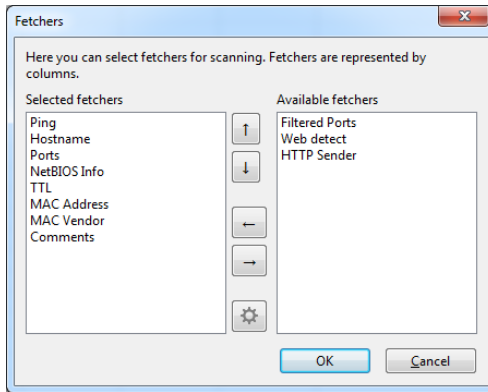 Fetchers
Here you can select fetchers for scanning. Fetchers are represented by
columns.
Selected fetchers
Ping
Hostname
Ports
NetBIOS Info
TTL
MAC Address
MAC Vendor
Comments
Available fetchers
Filtered Ports
Web detect
HTTP Sender
OK
Cancel